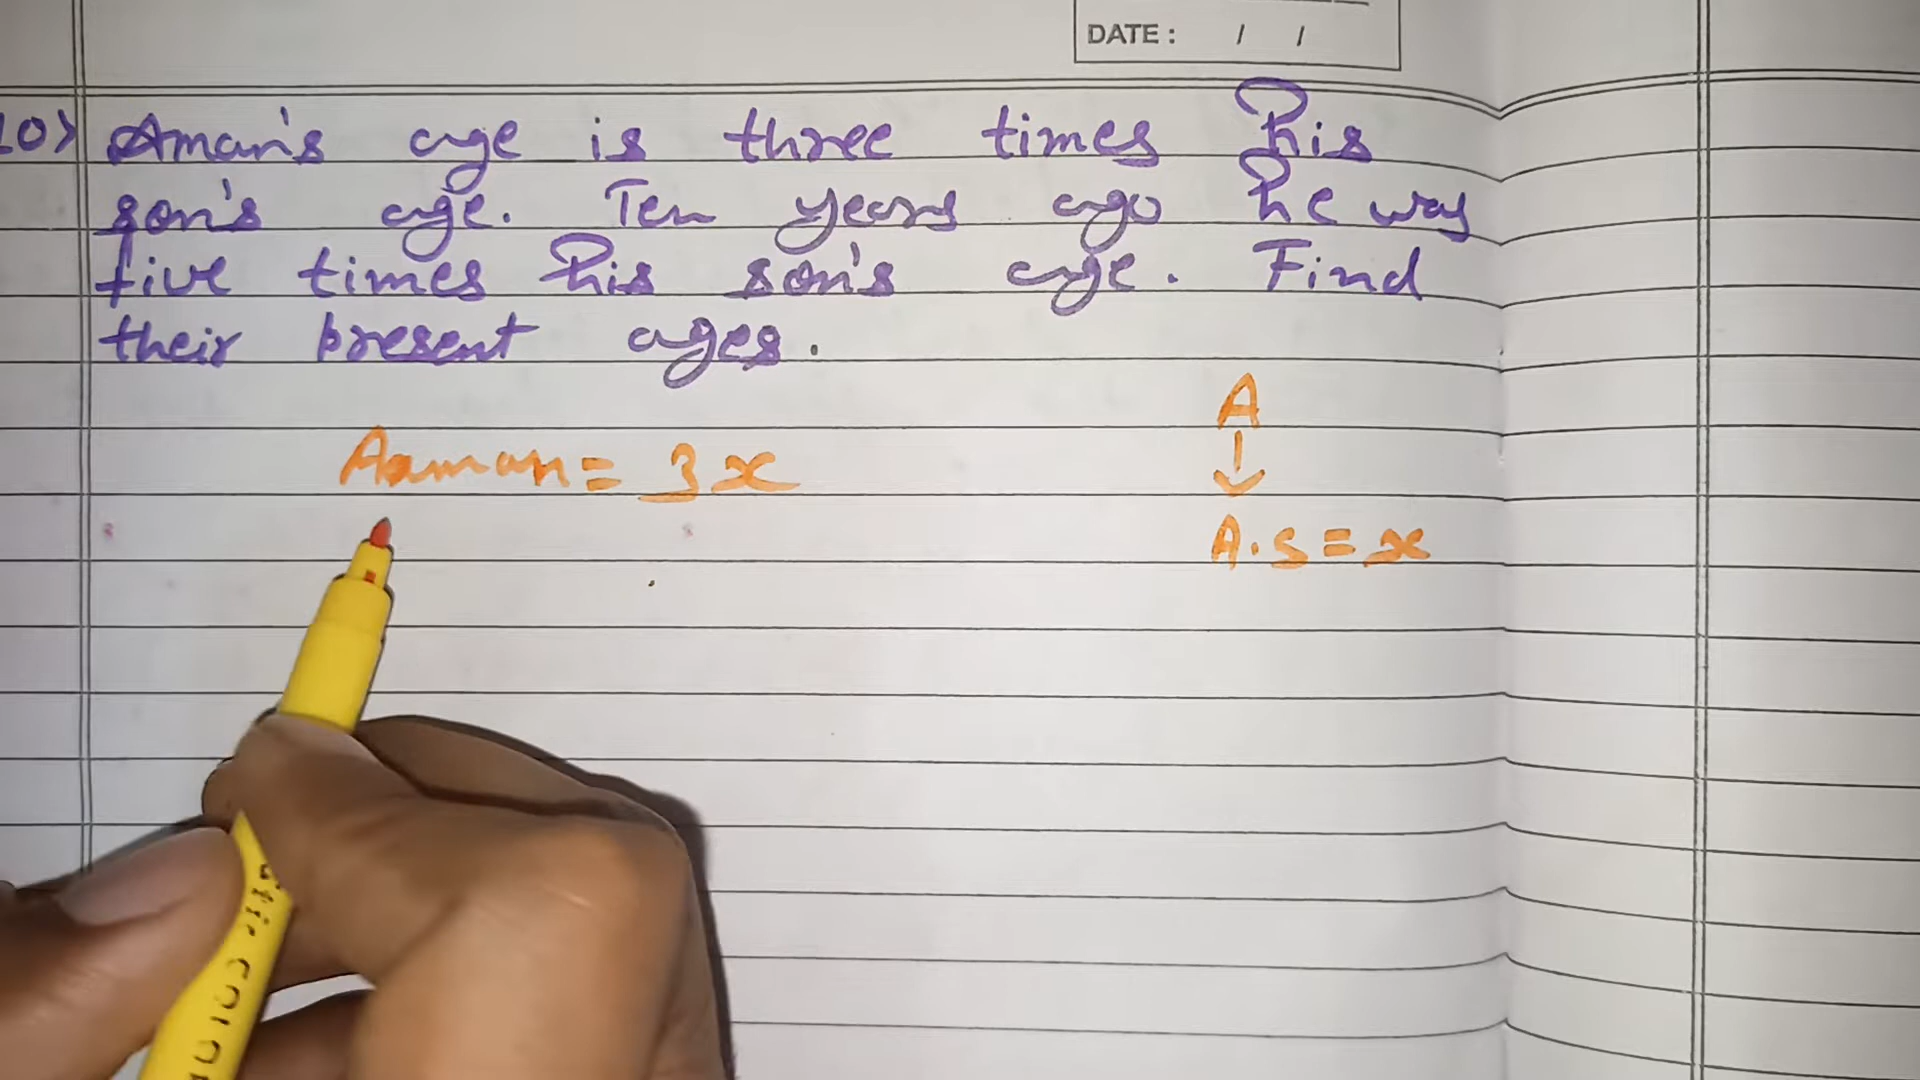 DATE : / /
10> Aman's age is three times his
son's age. Ten years ago he was
five times his son's age. Find
their present ages.
A
Aaman = 3x
A.S = x